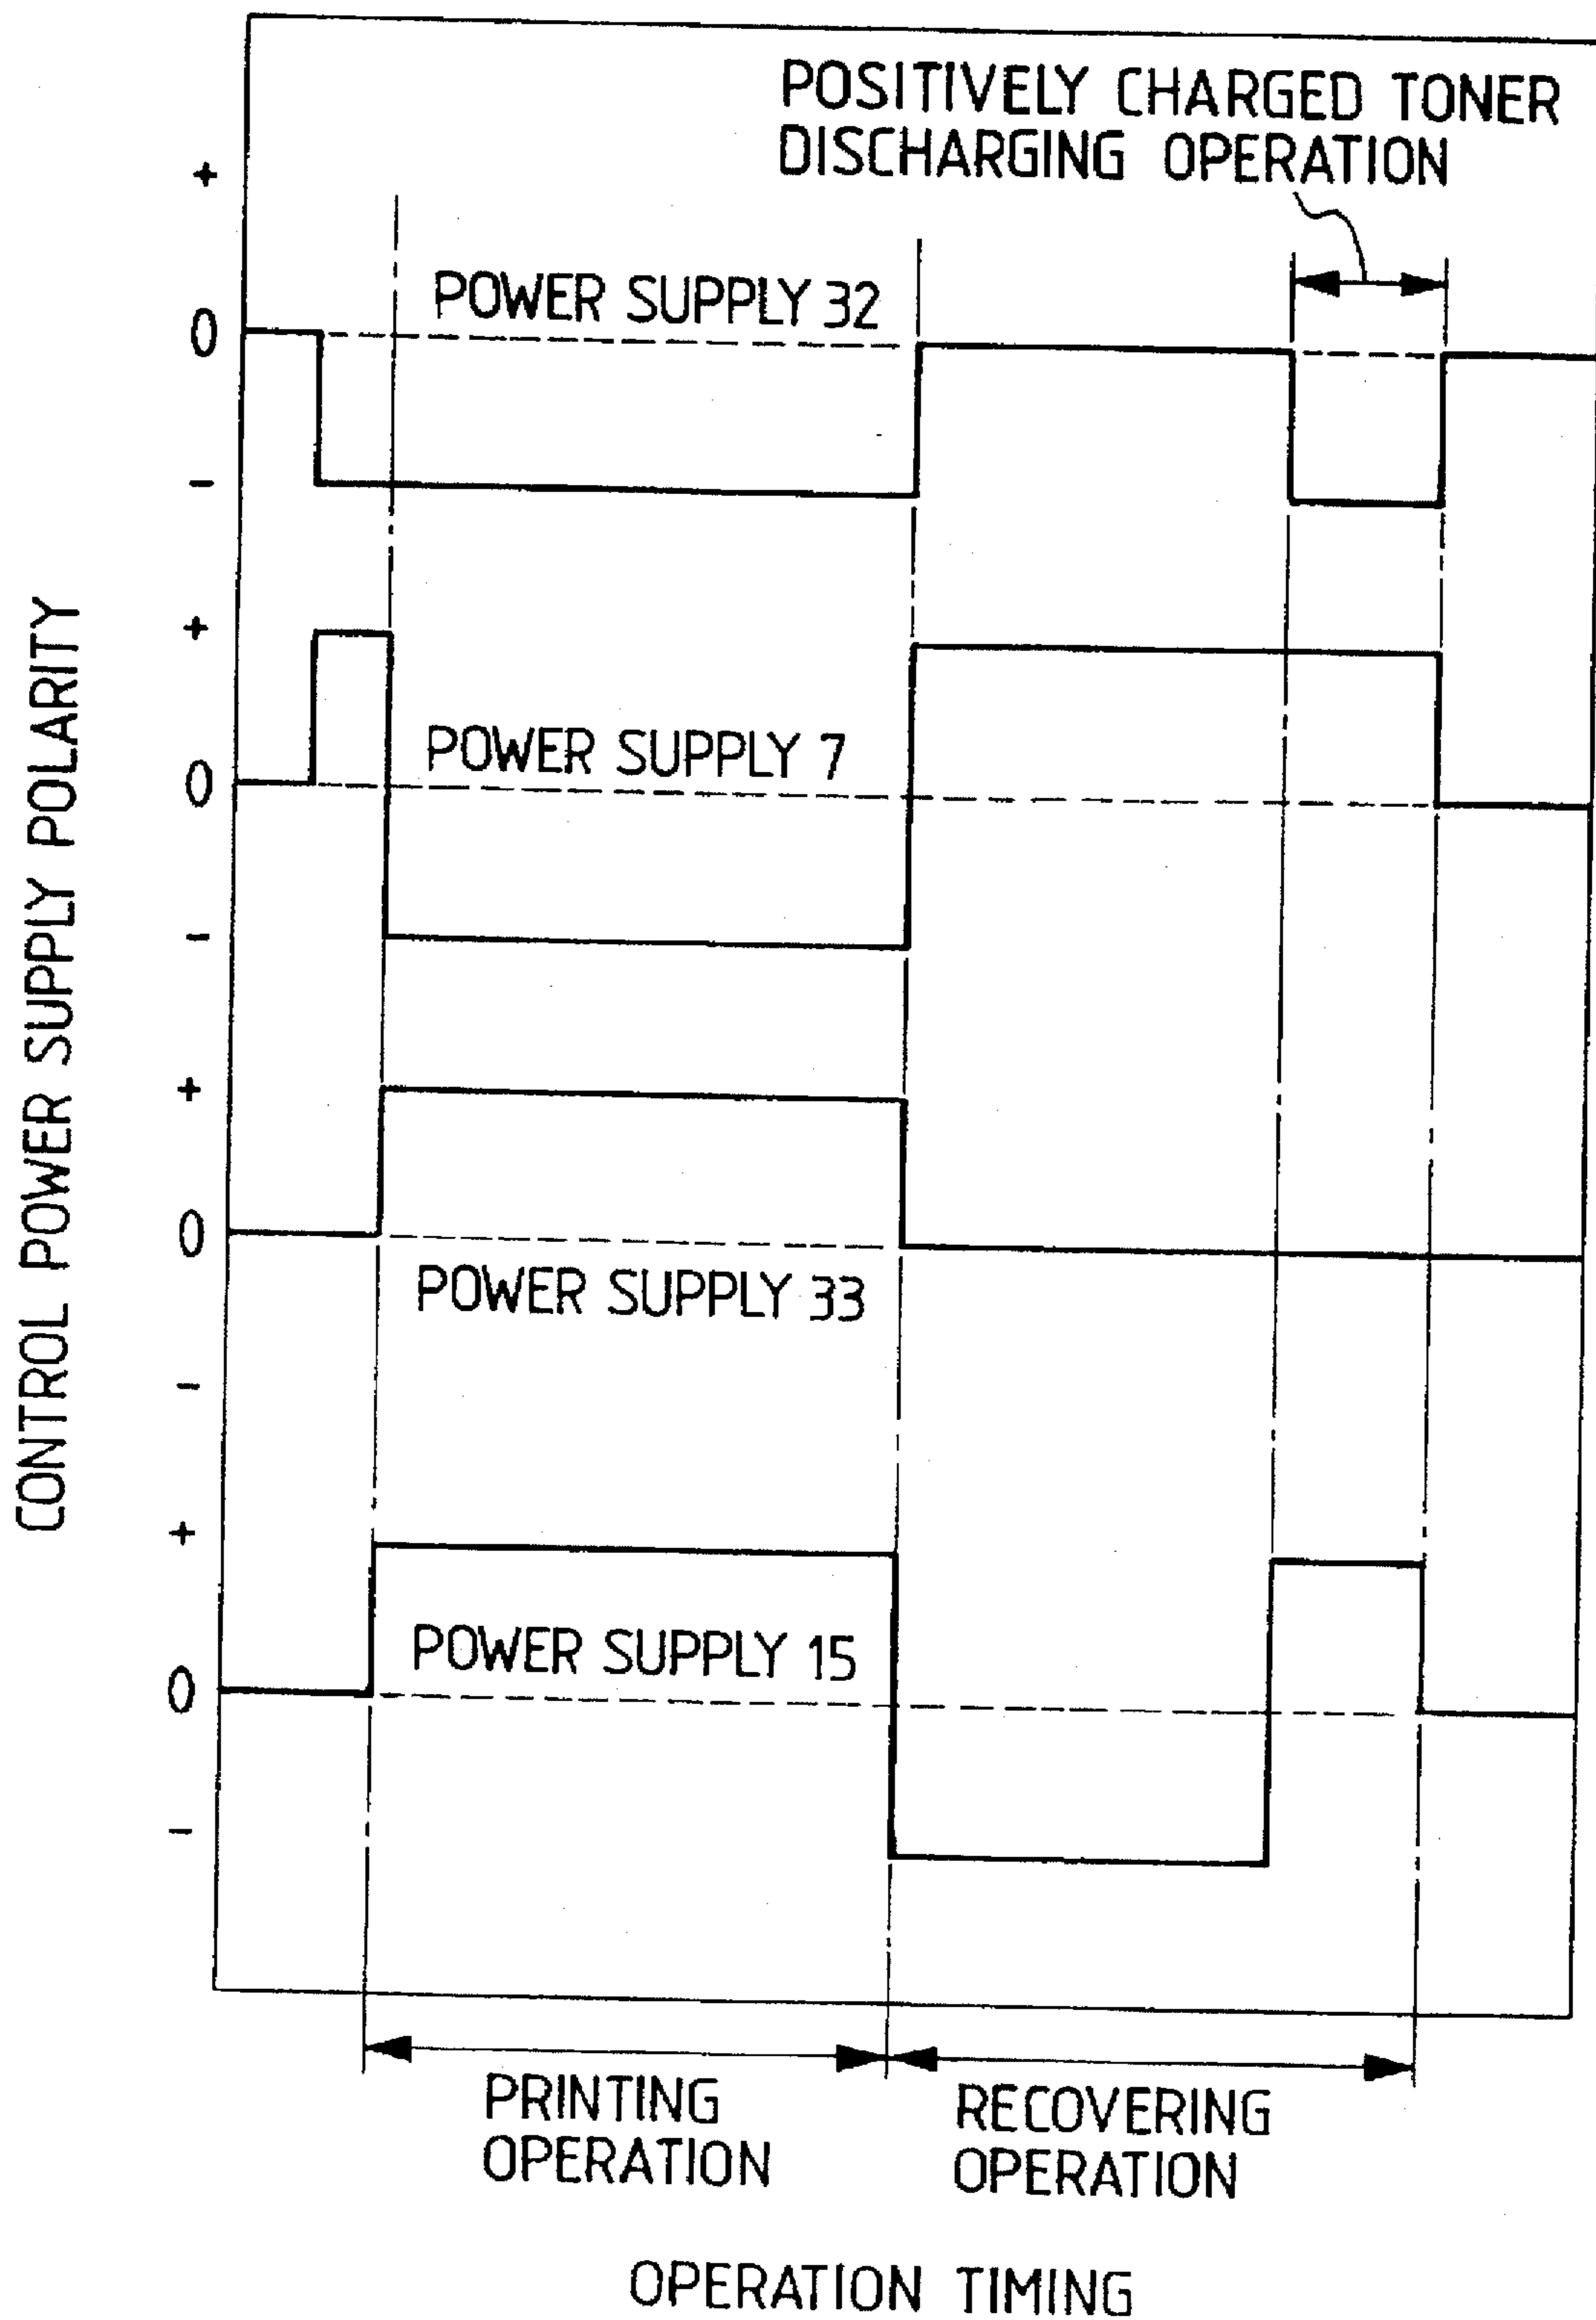 POSITIVELY CHARGED TONER
DISCHARGING OPERATION
+
POWER SUPPLY 32
0
-
+
POWER SUPPLY 7
0
-
+
0
POWER SUPPLY 33
-
+
POWER SUPPLY 15
0
-
CONTROL POWER SUPPLY POLARITY
PRINTING
OPERATION
RECOVERING
OPERATION
OPERATION TIMING